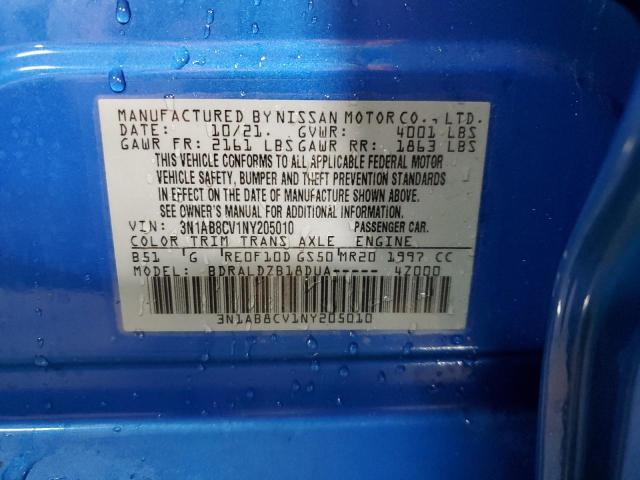 MANUFACTURED BY NISSAN MOTOR CO., LTD.
DATE: 10/21. GVWR: 4001 LBS
GAWR FR: 2161 LBS GAWR RR: 1863 LBS
THIS VEHICLE CONFORMS TO ALL APPLICABLE FEDERAL MOTOR
VEHICLE SAFETY, BUMPER AND THEFT PREVENTION STANDARDS
IN EFFECT ON THE DATE OF MANUFACTURE SHOWN ABOVE.
SEE OWNER'S MANUAL FOR ADDITIONAL INFORMATION.
VIN: 3N1AB8CV1NY205010 PASSENGER CAR.
COLOR TRIM TRANS AXLE ENGINE
B51 G RE0F10D GS50 MR20 1997 CC
MODEL: BDRALDZB18DUA----- 4Z000
3N1AB8CV1NY205010